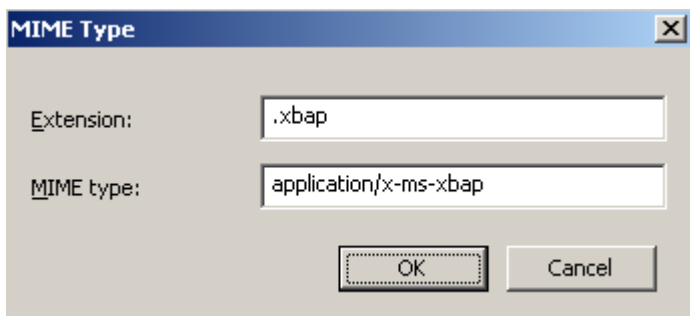 MIME Type
Extension: .xbap
MIME type: application/x-ms-xbap
OK Cancel